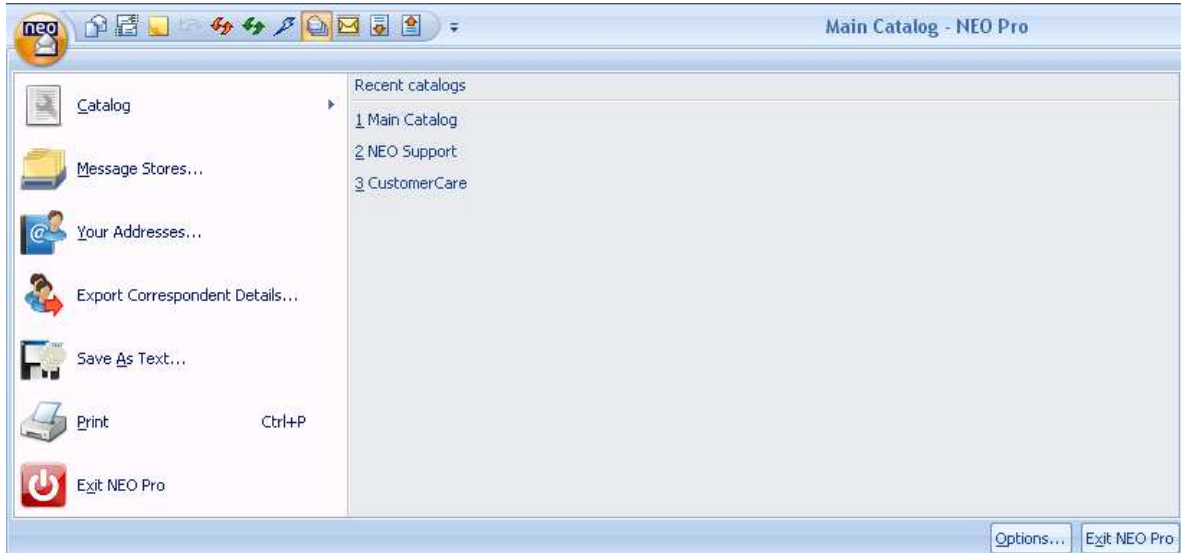 neo
Main Catalog - NEO Pro
Recent catalogs
Catalog
1 Main Catalog
2 NEO Support
Message Stores...
3 CustomerCare
Your Addresses...
Export Correspondent Details...
Save As Text...
Print Ctrl+P
Exit NEO Pro
Options... Exit NEO Pro